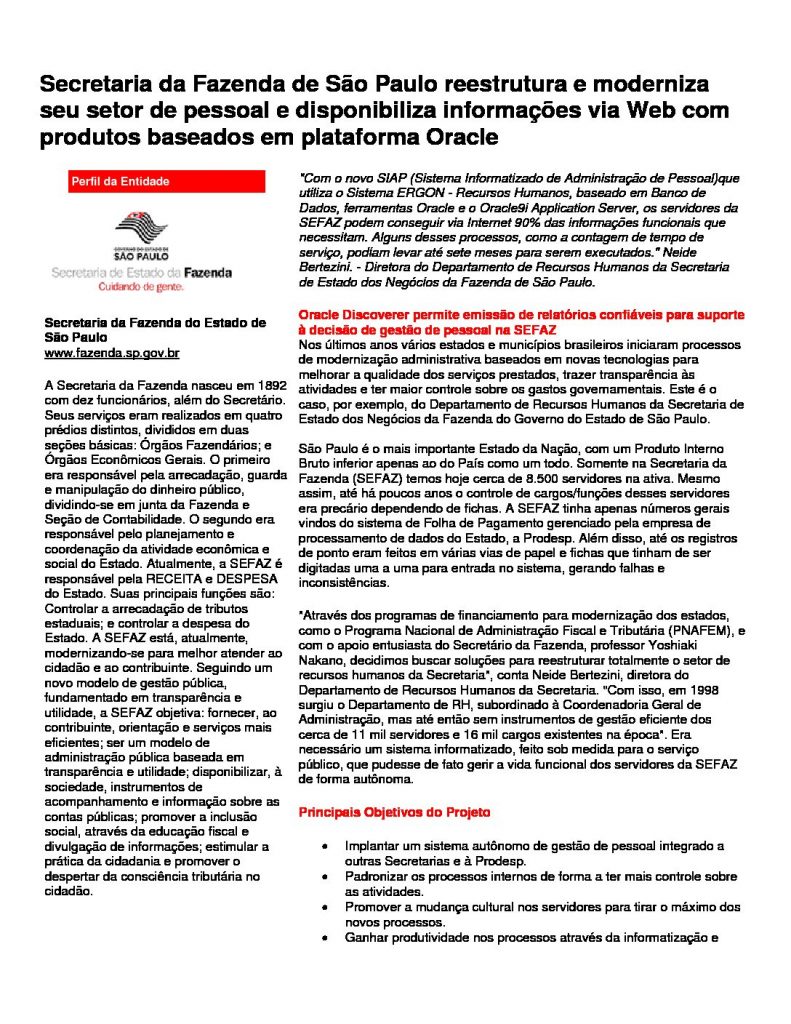 Secretaria da Fazenda de São Paulo reestrutura e moderniza
seu setor de pessoal e disponibiliza informações via Web com
produtos baseados em plataforma Oracle
Perfil da Entidade
GOVERNO DO ESTADO DE
SÃO PAULO
Secretaria de Estado da Fazenda
Cuidando de gente.
Secretaria da Fazenda do Estado de
São Paulo
www.fazenda.sp.gov.br
A Secretaria da Fazenda nasceu em 1892
com dez funcionários, além do Secretário.
Seus serviços eram realizados em quatro
prédios distintos, divididos em duas
seções básicas: Órgãos Fazendários; e
Órgãos Econômicos Gerais. O primeiro
era responsável pela arrecadação, guarda
e manipulação do dinheiro público,
dividindo-se em junta da Fazenda e
Seção de Contabilidade. O segundo era
responsável pelo planejamento e
coordenação da atividade econômica e
social do Estado. Atualmente, a SEFAZ é
responsável pela RECEITA e DESPESA
do Estado. Suas principais funções são:
Controlar a arrecadação de tributos
estaduais; e controlar a despesa do
Estado. A SEFAZ está, atualmente,
modernizando-se para melhor atender ao
cidadão e ao contribuinte. Seguindo um
novo modelo de gestão pública,
fundamentado em transparência e
utilidade, a SEFAZ objetiva: fornecer, ao
contribuinte, orientação e serviços mais
eficientes; ser um modelo de
administração pública baseada em
transparência e utilidade; disponibilizar, à
sociedade, instrumentos de
acompanhamento e informação sobre as
contas públicas; promover a inclusão
social, através da educação fiscal e
divulgação de informações; estimular a
prática da cidadania e promover o
despertar da consciência tributária no
cidadão.
"Com o novo SIAP (Sistema Informatizado de Administração de Pessoal)que
utiliza o Sistema ERGON - Recursos Humanos, baseado em Banco de
Dados, ferramentas Oracle e o Oracle9i Application Server, os servidores da
SEFAZ podem conseguir via Internet 90% das informações funcionais que
necessitam. Alguns desses processos, como a contagem de tempo de
serviço, podiam levar até sete meses para serem executados." Neide
Bertezini. - Diretora do Departamento de Recursos Humanos da Secretaria
de Estado dos Negócios da Fazenda de São Paulo.
Oracle Discoverer permite emissão de relatórios confiáveis para suporte
à decisão de gestão de pessoal na SEFAZ
Nos últimos anos vários estados e municípios brasileiros iniciaram processos
de modernização administrativa baseados em novas tecnologias para
melhorar a qualidade dos serviços prestados, trazer transparência às
atividades e ter maior controle sobre os gastos governamentais. Este é o
caso, por exemplo, do Departamento de Recursos Humanos da Secretaria de
Estado dos Negócios da Fazenda do Governo do Estado de São Paulo.
São Paulo é o mais importante Estado da Nação, com um Produto Interno
Bruto inferior apenas ao do País como um todo. Somente na Secretaria da
Fazenda (SEFAZ) temos hoje cerca de 8.500 servidores na ativa. Mesmo
assim, até há poucos anos o controle de cargos/funções desses servidores
era precário dependendo de fichas. A SEFAZ tinha apenas números gerais
vindos do sistema de Folha de Pagamento gerenciado pela empresa de
processamento de dados do Estado, a Prodesp. Além disso, até os registros
de ponto eram feitos em várias vias de papel e fichas que tinham de ser
digitadas uma a uma para entrada no sistema, gerando falhas e
inconsistências.
"Através dos programas de financiamento para modernização dos estados,
como o Programa Nacional de Administração Fiscal e Tributária (PNAFEM), e
com o apoio entusiasta do Secretário da Fazenda, professor Yoshiaki
Nakano, decidimos buscar soluções para reestruturar totalmente o setor de
recursos humanos da Secretaria", conta Neide Bertezini, diretora do
Departamento de Recursos Humanos da Secretaria. "Com isso, em 1998
surgiu o Departamento de RH, subordinado à Coordenadoria Geral de
Administração, mas até então sem instrumentos de gestão eficiente dos
cerca de 11 mil servidores e 16 mil cargos existentes na época". Era
necessário um sistema informatizado, feito sob medida para o serviço
público, que pudesse de fato gerir a vida funcional dos servidores da SEFAZ
de forma autônoma.
Principais Objetivos do Projeto
• Implantar um sistema autônomo de gestão de pessoal integrado a
outras Secretarias e à Prodesp.
• Padronizar os processos internos de forma a ter mais controle sobre
as atividades.
• Promover a mudança cultural nos servidores para tirar o máximo dos
novos processos.
• Ganhar produtividade nos processos através da informatização e